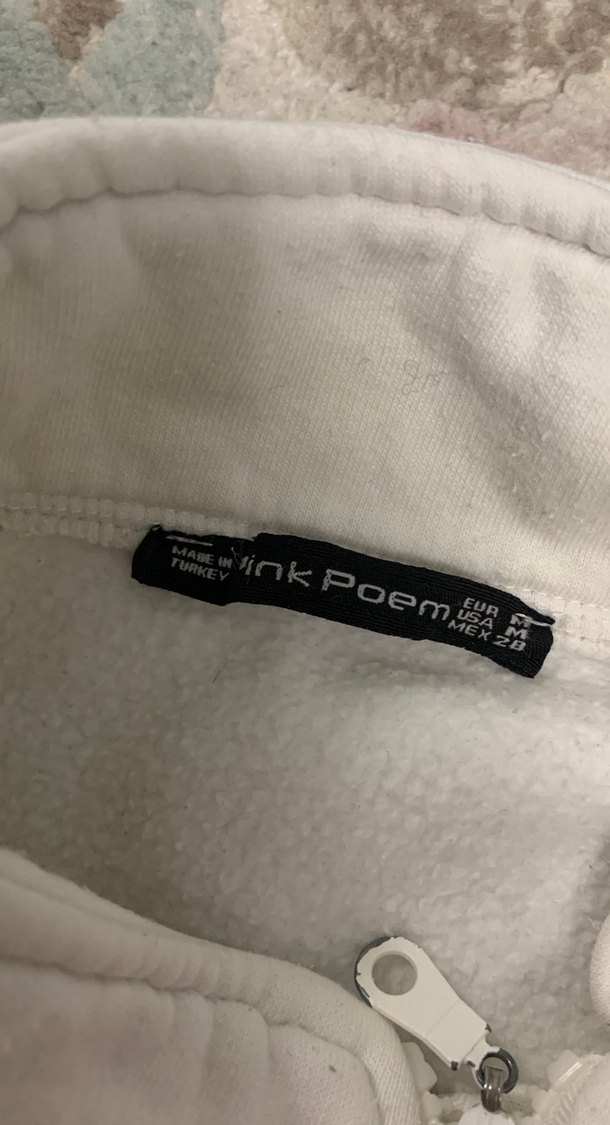 MADE IN
TURKEY
ink Poem
EUR M
USA M
MEX 28